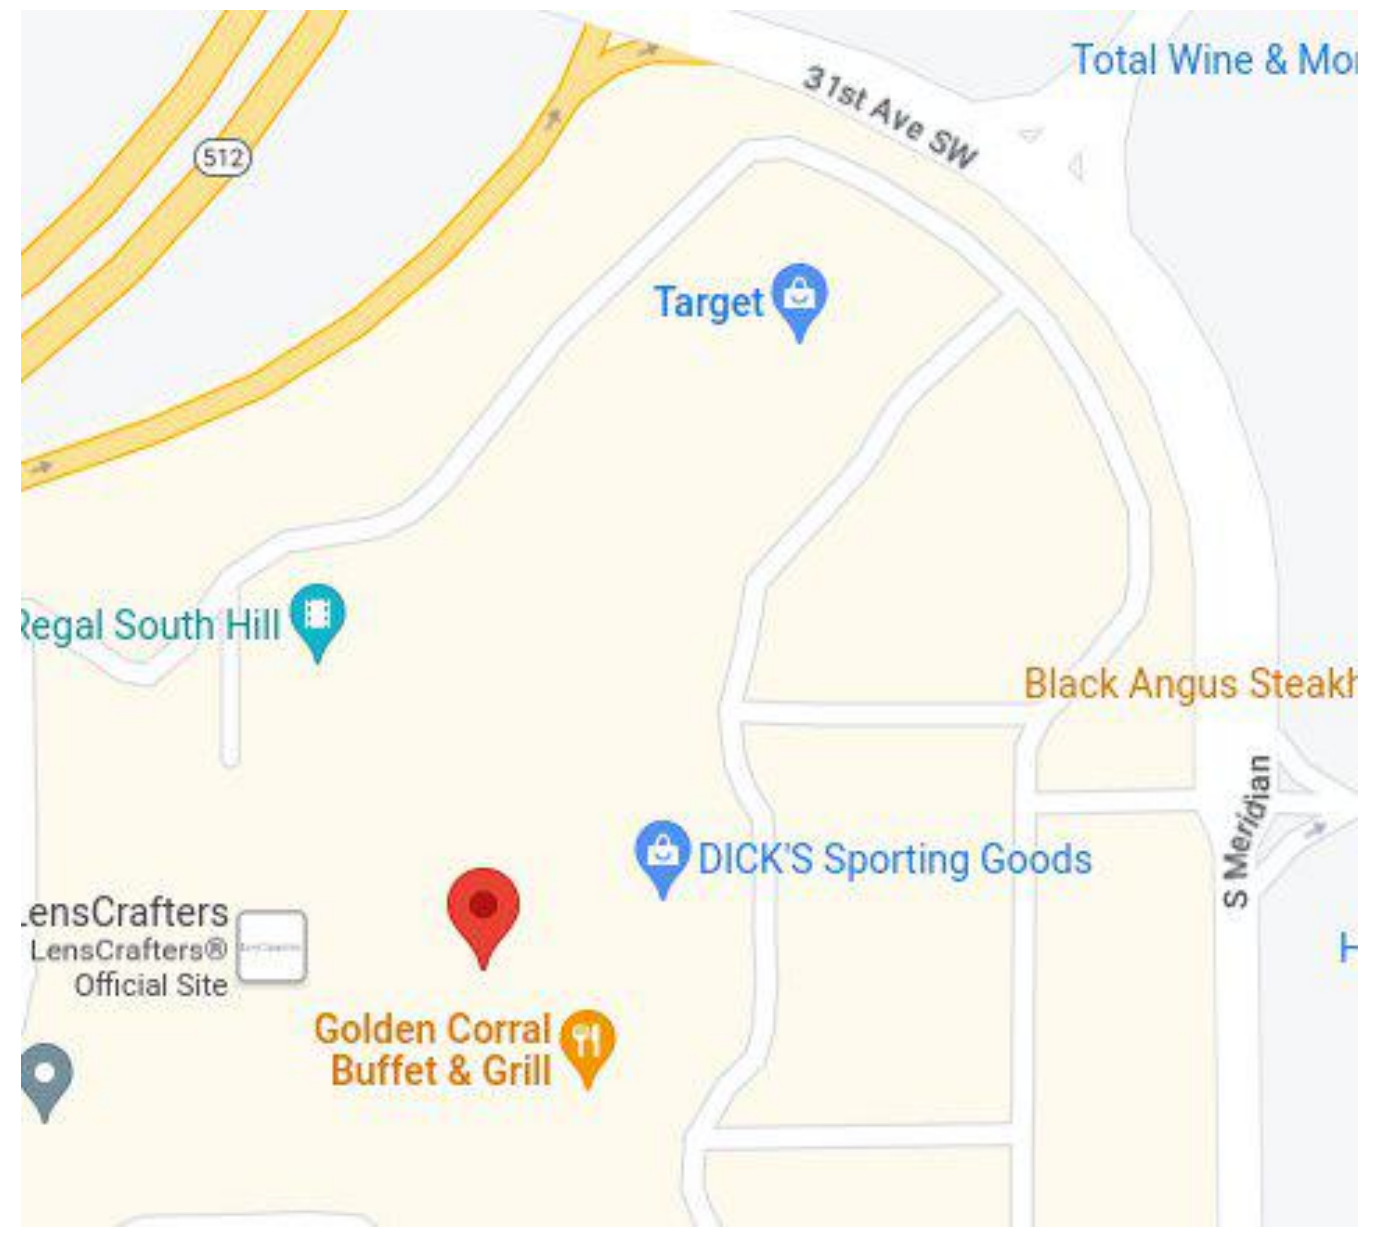 Total Wine & Mo
31st Ave SW
512
Target
Regal South Hill
Black Angus Steakh
S Meridian
DICK'S Sporting Goods
LensCrafters
LensCrafters®
Official Site
H
Golden Corral
Buffet & Grill